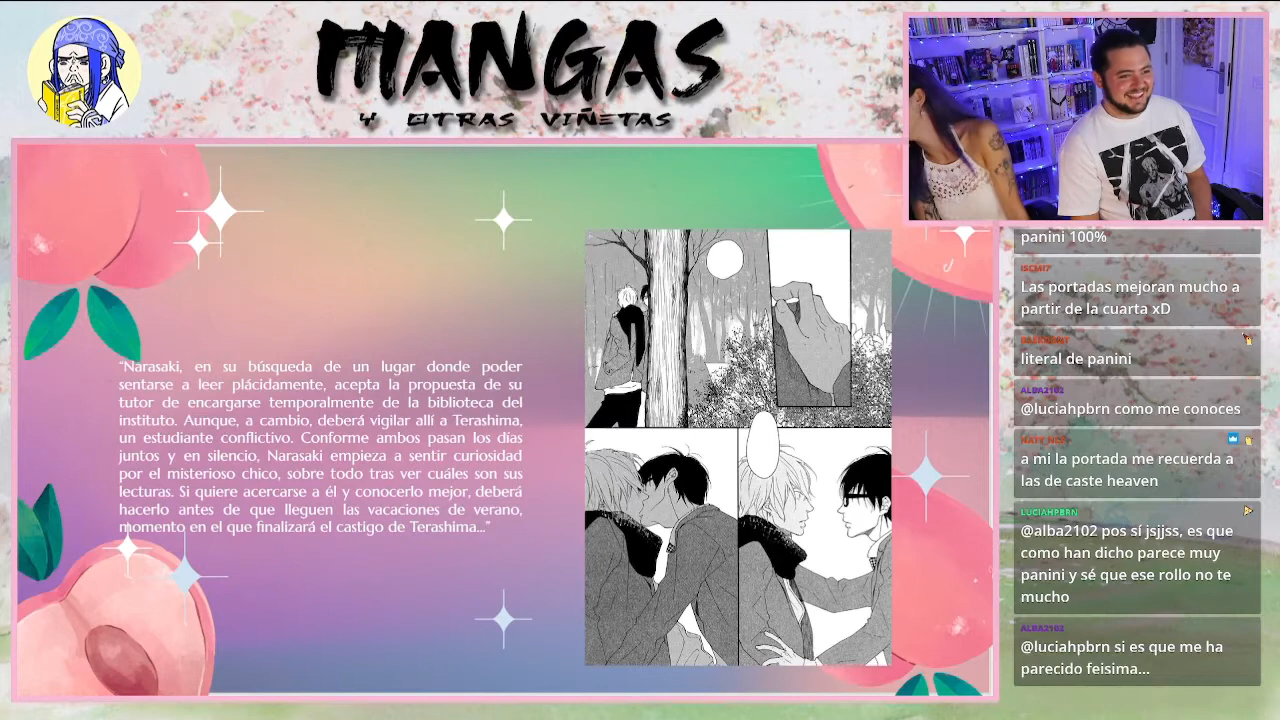 MANGAS
Y OTRAS VIÑETAS
"Narasaki, en su búsqueda de un lugar donde poder
sentarse a leer plácidamente, acepta la propuesta de su
tutor de encargarse temporalmente de la biblioteca del
instituto. Aunque, a cambio, deberá vigilar allí a Terashima,
un estudiante conflictivo. Conforme ambos pasan los días
juntos y en silencio, Narasaki empieza a sentir curiosidad
por el misterioso chico, sobre todo tras ver cuáles son sus
lecturas. Si quiere acercarse a él y conocerlo mejor, deberá
hacerlo antes de que lleguen las vacaciones de verano,
momento en el que finalizará el castigo de Terashima..."
panini 100%
ISCMI7
Las portadas mejoran mucho a
partir de la cuarta xD
literal de panini
ALBA2102
@luciahpbrn como me conoces
a mi la portada me recuerda a
las de caste heaven
LUCIAHPBRN
@alba2102 pos sí jsjjss, es que
como han dicho parece muy
panini y sé que ese rollo no te
mucho
ALBA2102
@luciahpbrn si es que me ha
parecido feisima...